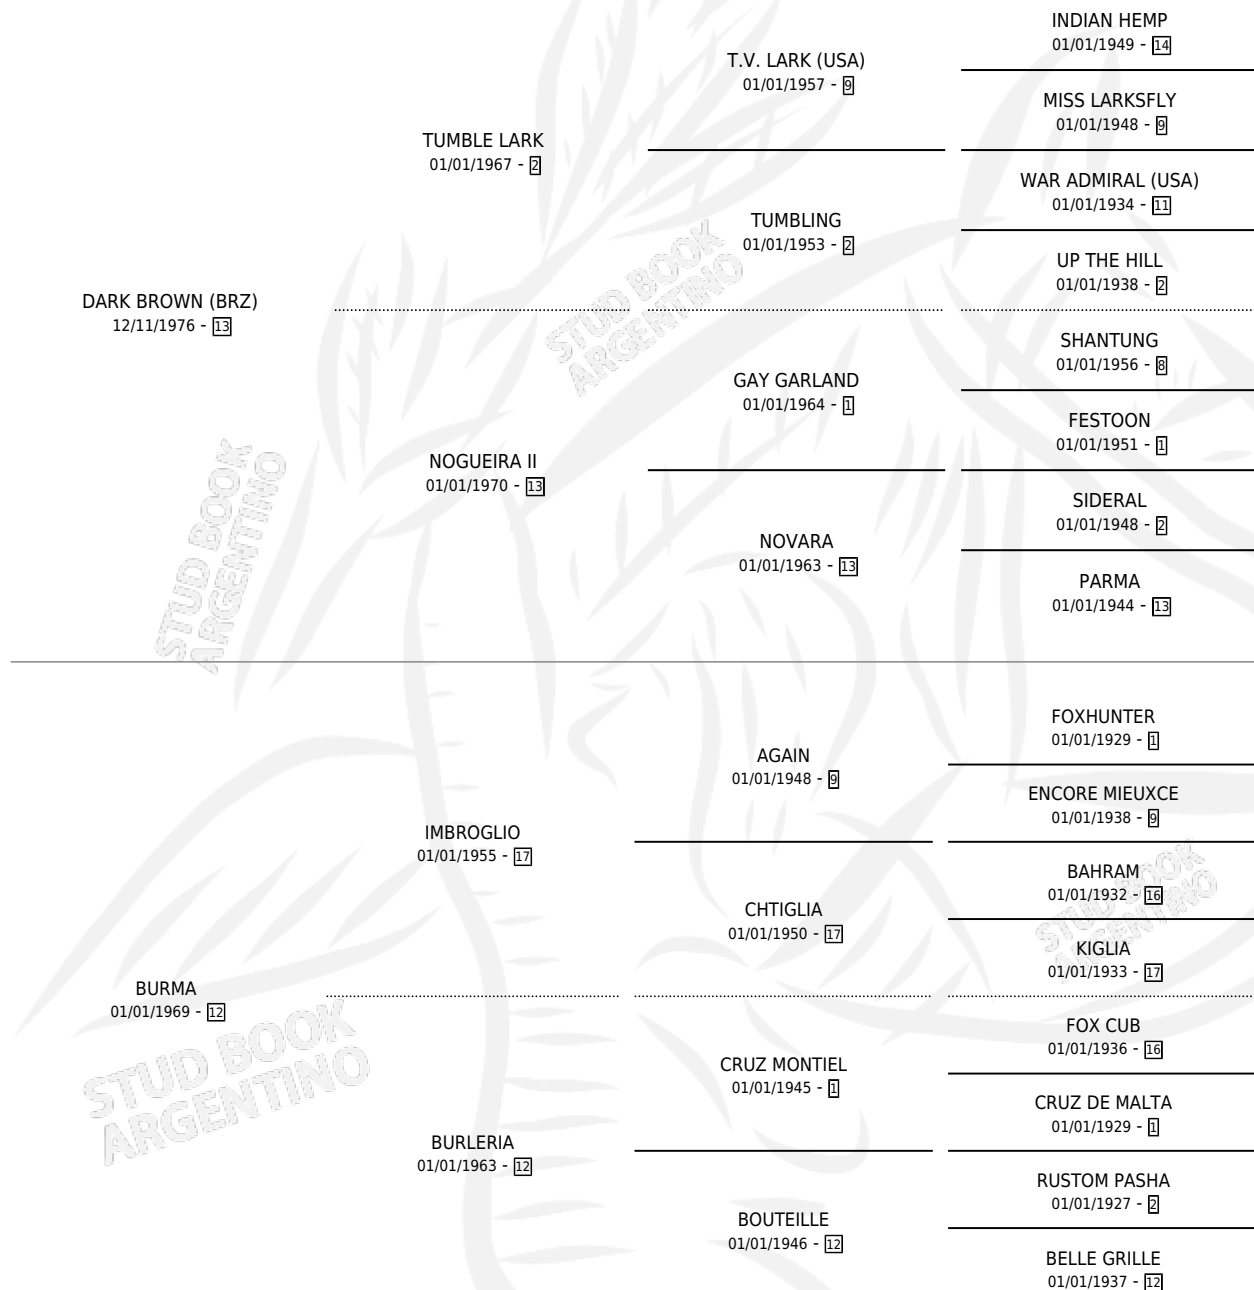 INDIAN HEMP
01/01/1949 - 14
T.V. LARK (USA)
01/01/1957 - 9
MISS LARKSFLY
01/01/1948 - 9
TUMBLE LARK
01/01/1967 - 2
WAR ADMIRAL (USA)
01/01/1934 - 11
TUMBLING
01/01/1953 - 2
UP THE HILL
01/01/1938 - 2
DARK BROWN (BRZ)
12/11/1976 - 13
SHANTUNG
01/01/1956 - 8
GAY GARLAND
01/01/1964 - 1
FESTOON
01/01/1951 - 1
NOGUEIRA II
01/01/1970 - 13
SIDERAL
01/01/1948 - 2
NOVARA
01/01/1963 - 13
PARMA
01/01/1944 - 13
FOXHUNTER
01/01/1929 - 1
AGAIN
01/01/1948 - 9
ENCORE MIEUXCE
01/01/1938 - 9
IMBROGLIO
01/01/1955 - 17
BAHRAM
01/01/1932 - 16
CHTIGLIA
01/01/1950 - 17
KIGLIA
01/01/1933 - 17
BURMA
01/01/1969 - 12
FOX CUB
01/01/1936 - 16
CRUZ MONTIEL
01/01/1945 - 1
CRUZ DE MALTA
01/01/1929 - 1
BURLERIA
01/01/1963 - 12
RUSTOM PASHA
01/01/1927 - 2
BOUTEILLE
01/01/1946 - 12
BELLE GRILLE
01/01/1937 - 12
STUD BOOK
ARGENTINO
STUD BOOK
ARGENTINO
STUD BOOK
ARGENTINO
STUD BOOK
ARGENTINO